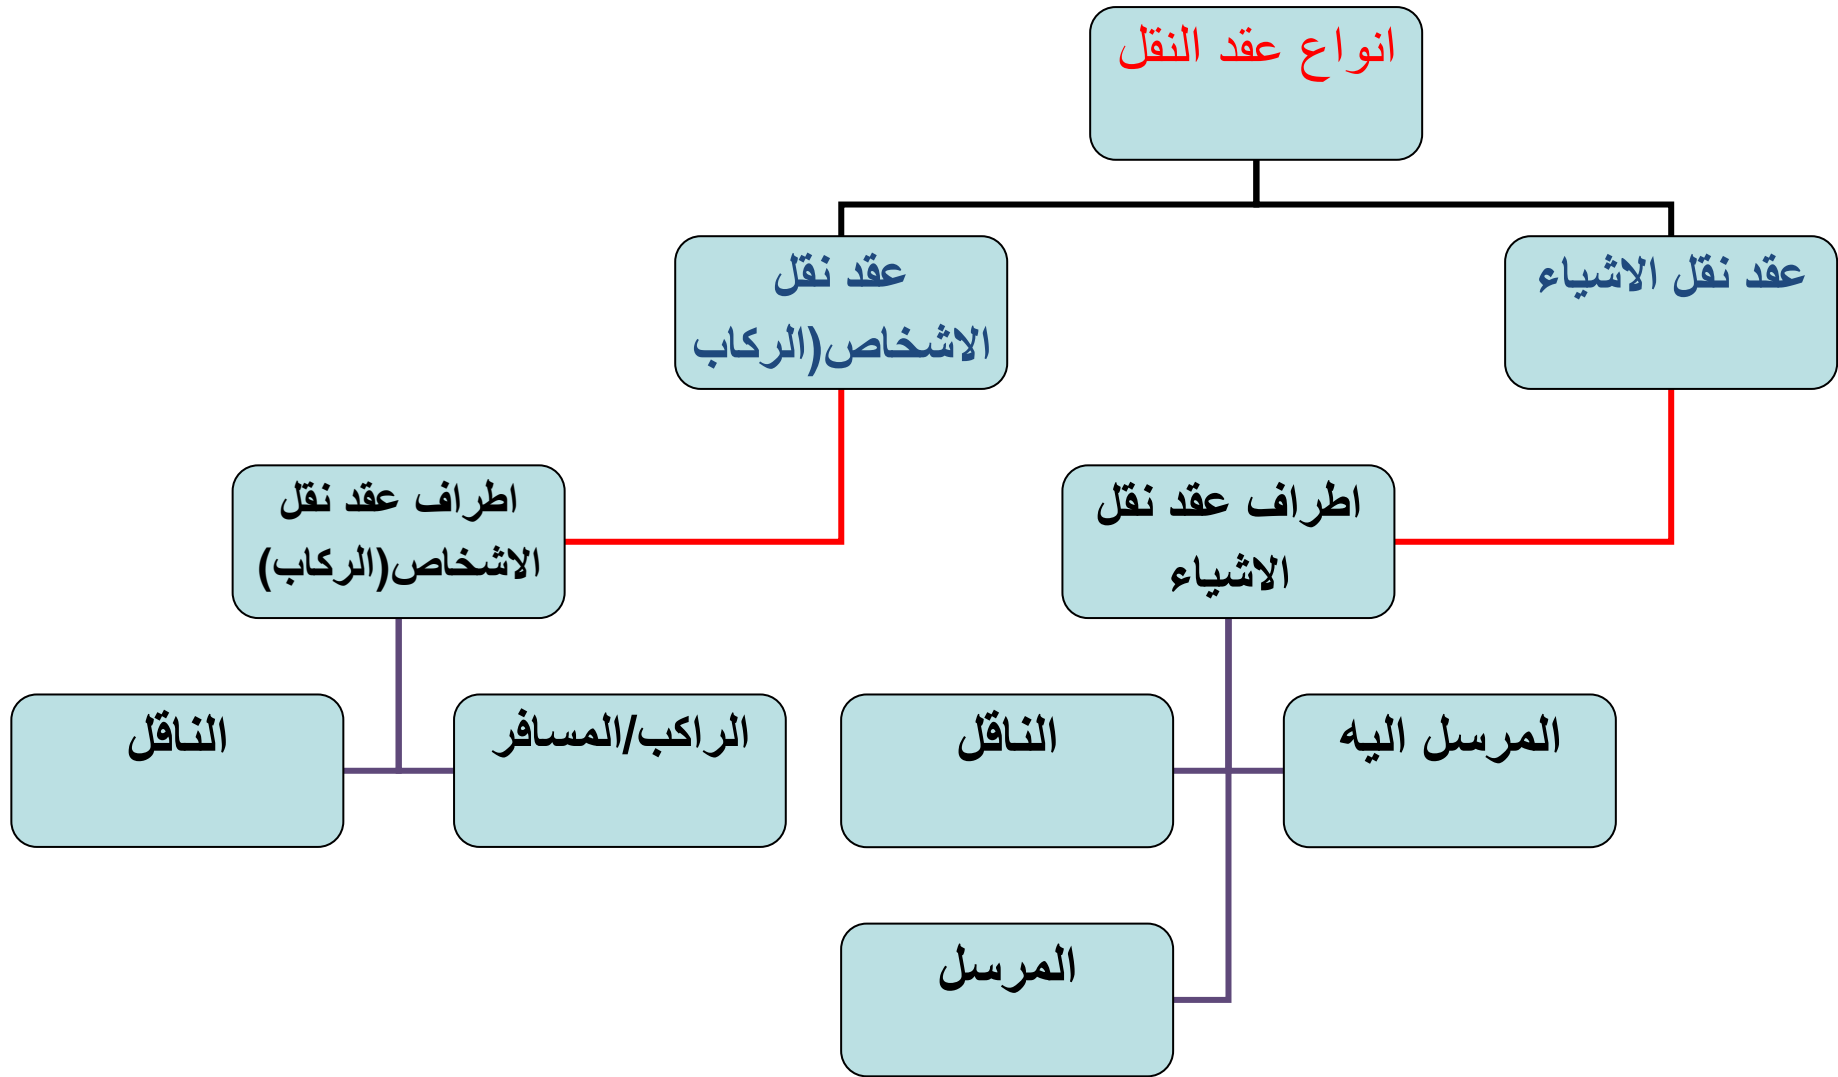 انواع عقد النقل
عقد نقل الاشياء
عقد نقل
الاشخاص(الركاب
اطراف عقد نقل
الاشياء
اطراف عقد نقل
الاشخاص(الركاب)
المرسل اليه
الناقل
الراكب/المسافر
الناقل
المرسل